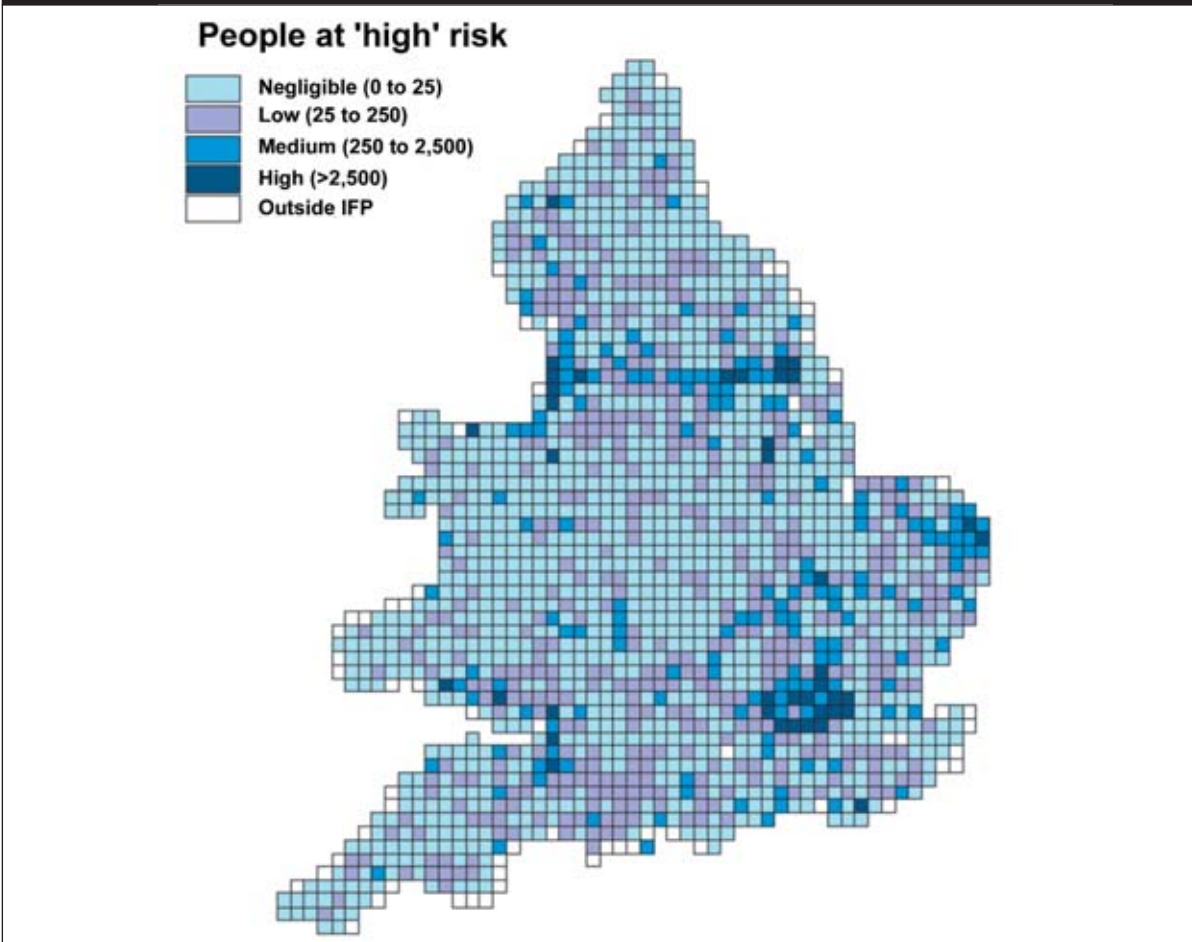 People at 'high' risk
Negligible (0 to 25)
Low (25 to 250)
Medium (250 to 2,500)
High (>2,500)
Outside IFP